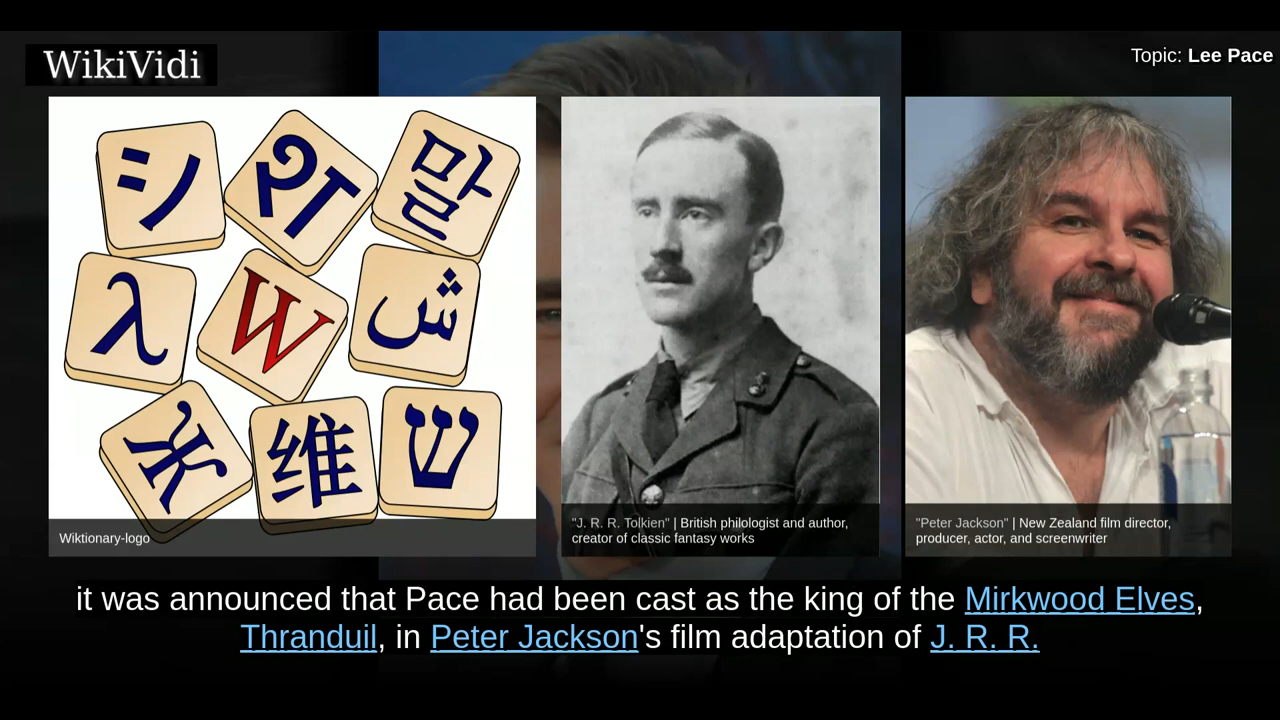 WikiVidi
Topic: Lee Pace
シ
श
말
λ
W
ش
Ж
维
ש
Wiktionary-logo
"J. R. R. Tolkien" | British philologist and author,
creator of classic fantasy works
"Peter Jackson" | New Zealand film director,
producer, actor, and screenwriter
it was announced that Pace had been cast as the king of the Mirkwood Elves,
Thranduil, in Peter Jackson's film adaptation of J. R. R.